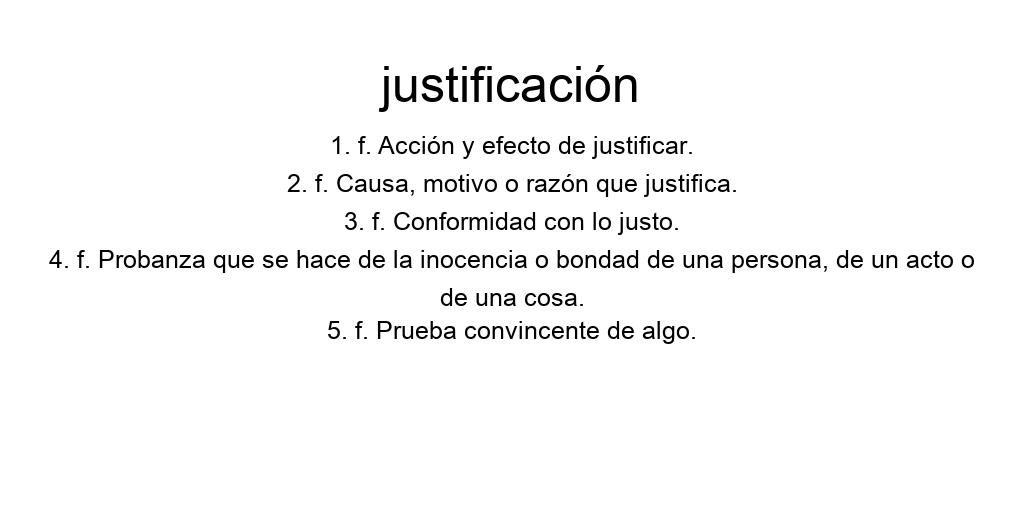 justificación
1. f. Acción y efecto de justificar.
2. f. Causa, motivo o razón que justifica.
3. f. Conformidad con lo justo.
4. f. Probanza que se hace de la inocencia o bondad de una persona, de un acto o
de una cosa.
5. f. Prueba convincente de algo.